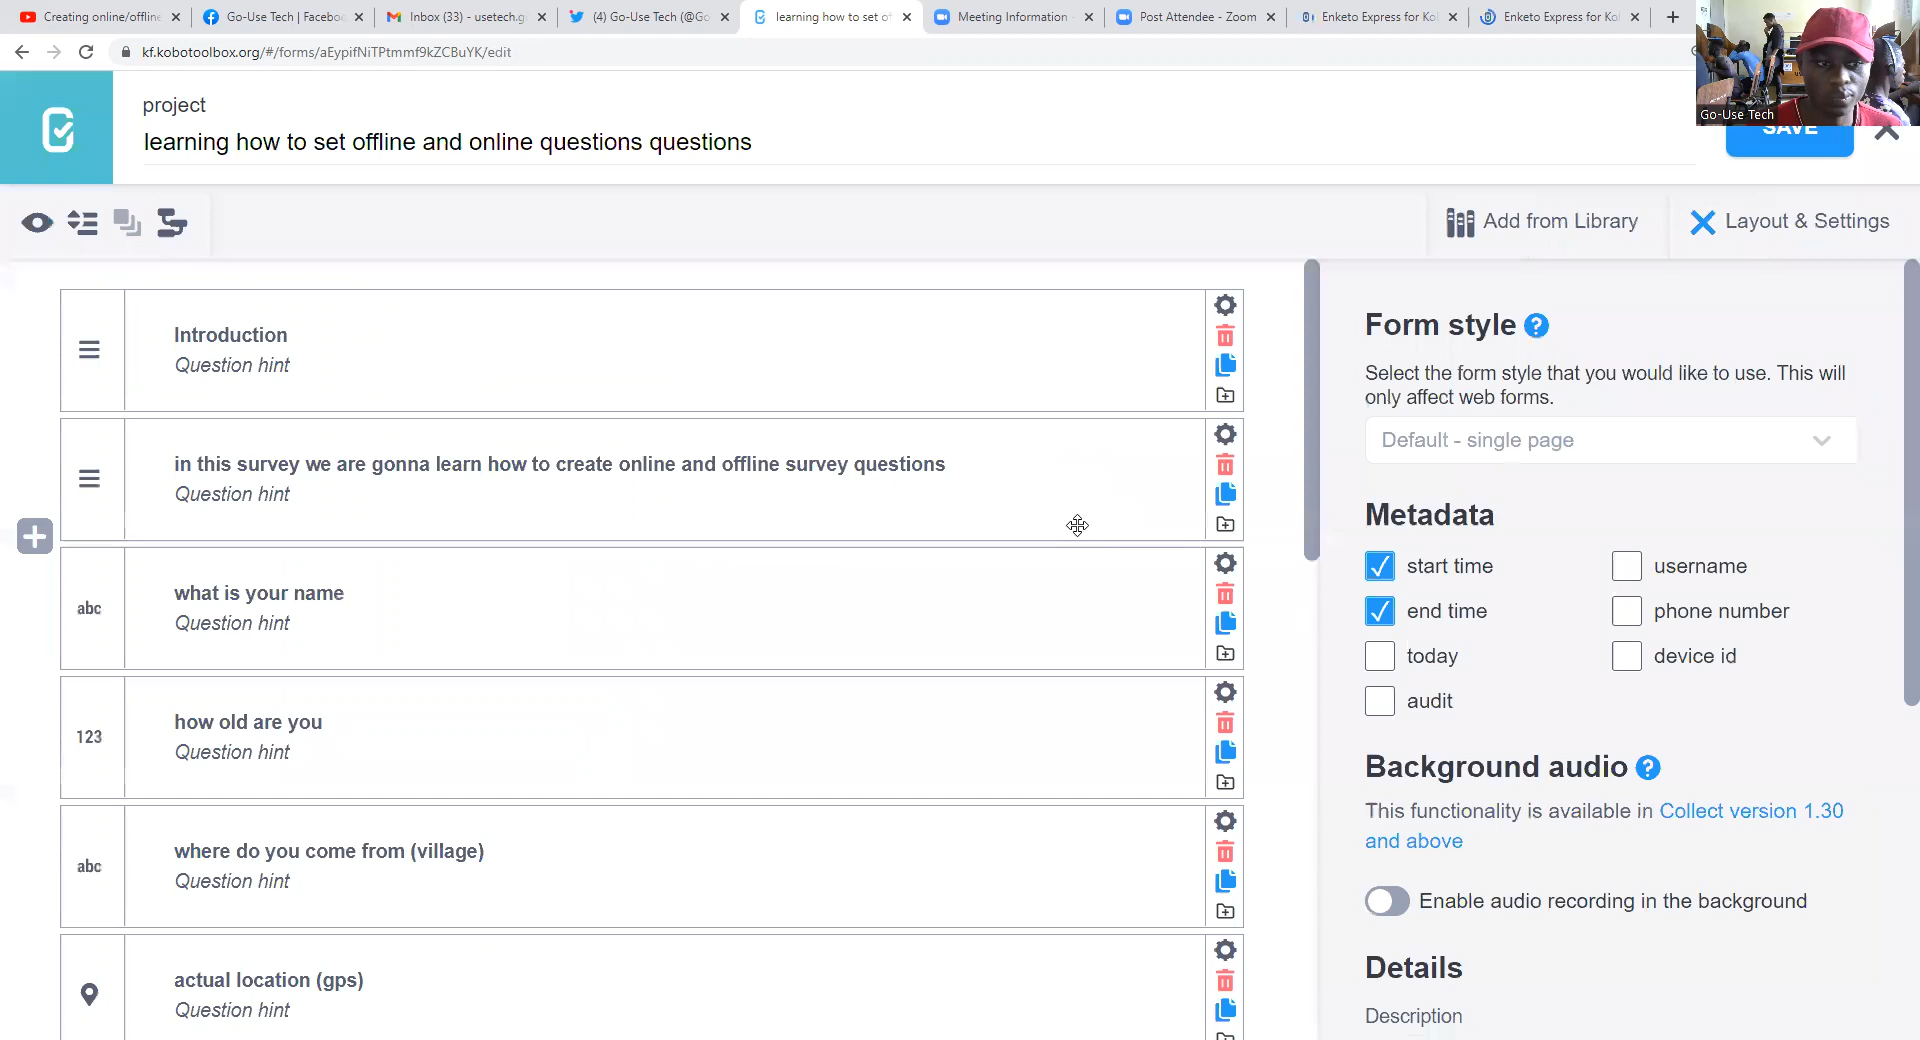 Creating online/offline
Go-Use Tech | Facebo
Inbox (33) - usetech.g
(4) Go-Use Tech (@Go
learning how to set of
Meeting Information
Post Attendee - Zoom
Enketo Express for Ko
Enketo Express for Ko
kf.kobotoolbox.org/#/forms/aEypifNiTPtmmf9kZCBuYK/edit
Go-Use Tech
project
learning how to set offline and online questions questions
SAVE
Add from Library
Layout & Settings
Introduction
Question hint
in this survey we are gonna learn how to create online and offline survey questions
Question hint
abc
what is your name
Question hint
123
how old are you
Question hint
abc
where do you come from (village)
Question hint
actual location (gps)
Question hint
Form style ?
Select the form style that you would like to use. This will
only affect web forms.
Default - single page
Metadata
start time
username
end time
phone number
today
device id
audit
Background audio ?
This functionality is available in Collect version 1.30
and above
Enable audio recording in the background
Details
Description